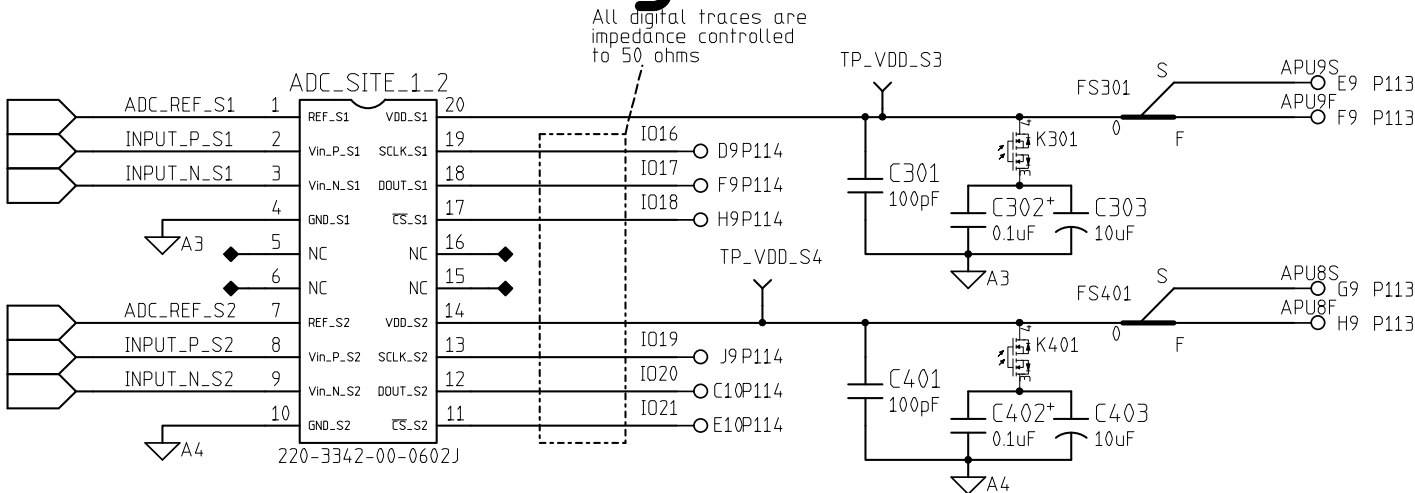 All digital traces are
impedance controlled
to 50 ohms
ADC_SITE_1_2
TP_VDD_S3
FS301
S
APU9S
E9 P113
APU9F
F9 P113
O
F
ADC_REF_S1 1 REF_S1 VDD_S1 20
INPUT_P_S1 2 Vin_P_S1 SCLK_S1 19 IO16 D9P114
INPUT_N_S1 3 Vin_N_S1 DOUT_S1 18 IO17 F9P114
4 GND_S1 CS_S1 17 IO18 H9P114
A3
5 NC NC 16
6 NC NC 15
K301
C301
100pF
C302+
0.1uF
C303
10uF
A3
TP_VDD_S4
FS401
S
APU8S
G9 P113
APU8F
H9 P113
O
F
ADC_REF_S2 7 REF_S2 VDD_S2 14
INPUT_P_S2 8 Vin_P_S2 SCLK_S2 13 IO19 J9P114
INPUT_N_S2 9 Vin_N_S2 DOUT_S2 12 IO20 C10P114
10 GND_S2 CS_S2 11 IO21 E10P114
A4
220-3342-00-0602J
K401
C401
100pF
C402+
0.1uF
C403
10uF
A4